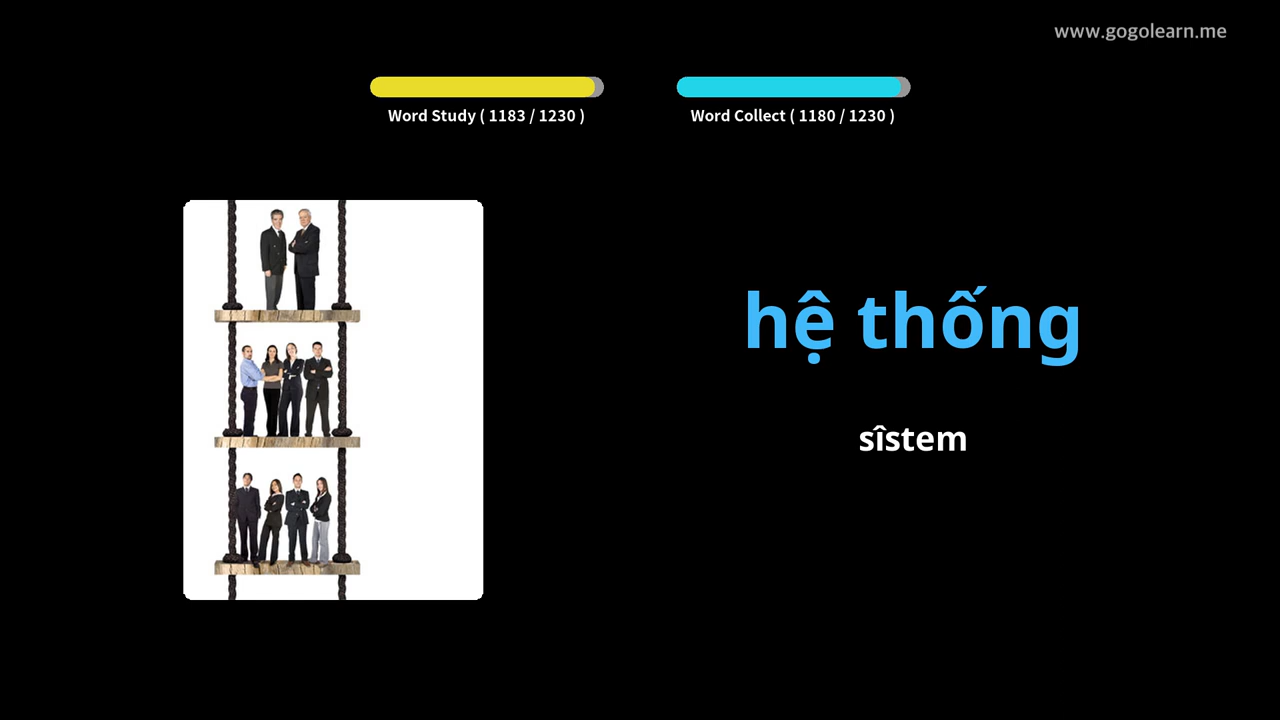 www.gogolearn.me
Word Study ( 1183 / 1230 )
Word Collect ( 1180 / 1230 )
hệ thống
sîstem